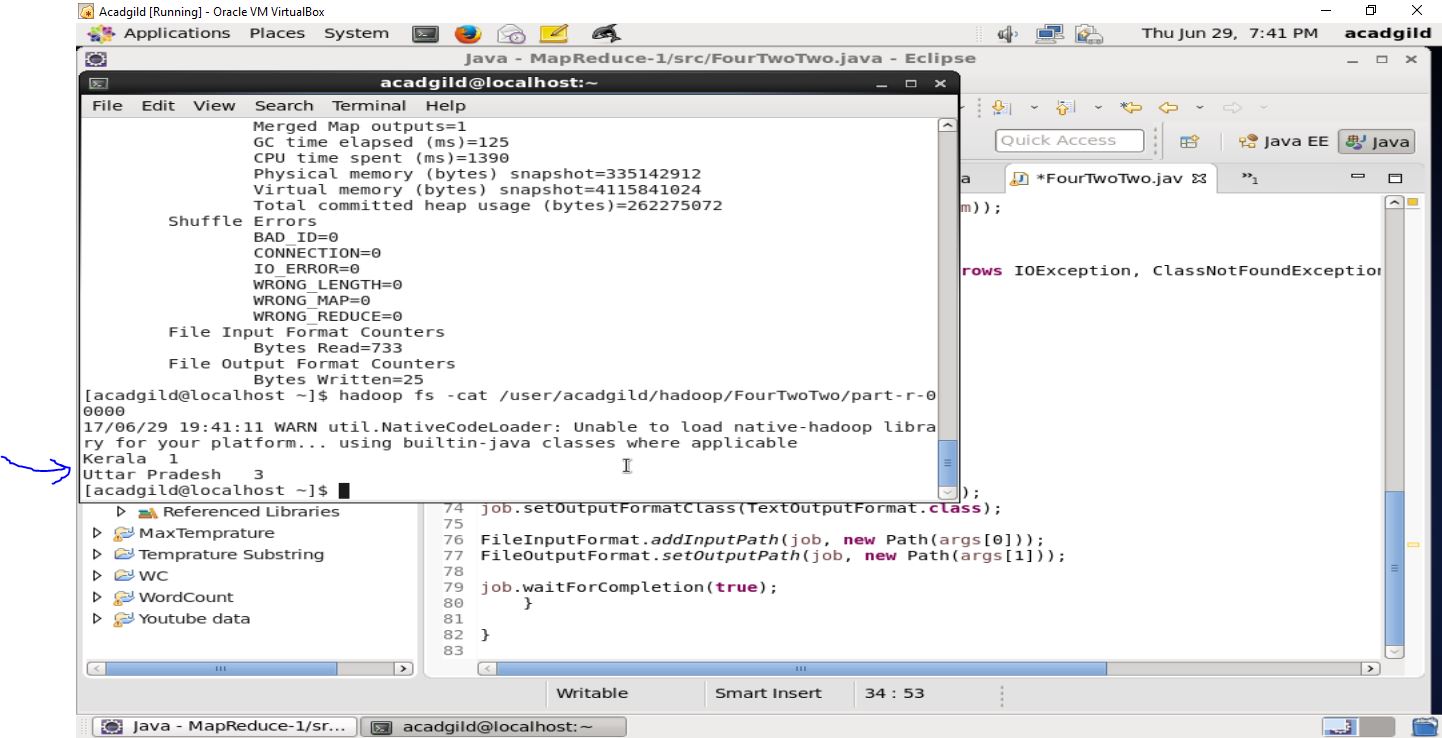 Acadgild [Running] - Oracle VM VirtualBox
Applications Places System Thu Jun 29, 7:41 PM acadgild
Java - MapReduce-1/src/FourTwoTwo.java - Eclipse
acadgild@localhost:~
File Edit View Search Terminal Help
Merged Map outputs=1
GC time elapsed (ms)=125
CPU time spent (ms)=1390
Physical memory (bytes) snapshot=335142912
Virtual memory (bytes) snapshot=4115841024
Total committed heap usage (bytes)=262275072
Shuffle Errors
BAD_ID=0
CONNECTION=0
IO_ERROR=0
WRONG_LENGTH=0
WRONG_MAP=0
WRONG_REDUCE=0
File Input Format Counters
Bytes Read=733
File Output Format Counters
Bytes Written=25
[acadgild@localhost ~]$ hadoop fs -cat /user/acadgild/hadoop/FourTwoTwo/part-r-0
0000
17/06/29 19:41:11 WARN util.NativeCodeLoader: Unable to load native-hadoop libra
ry for your platform... using builtin-java classes where applicable
Kerala 1
Uttar Pradesh 3
[acadgild@localhost ~]$
Quick Access Java EE Java
a *FourTwoTwo.jav »1
m));
rows IOException, ClassNotFoundException
);
Referenced Libraries
MaxTemprature
Temprature Substring
WC
WordCount
Youtube data
74 job.setOutputFormatClass(TextOutputFormat.class);
75
76 FileInputFormat.addInputPath(job, new Path(args[0]));
77 FileOutputFormat.setOutputPath(job, new Path(args[1]));
78
79 job.waitForCompletion(true);
80 }
81
82 }
83
Writable Smart Insert 34 : 53
Java - MapReduce-1/sr... acadgild@localhost:~